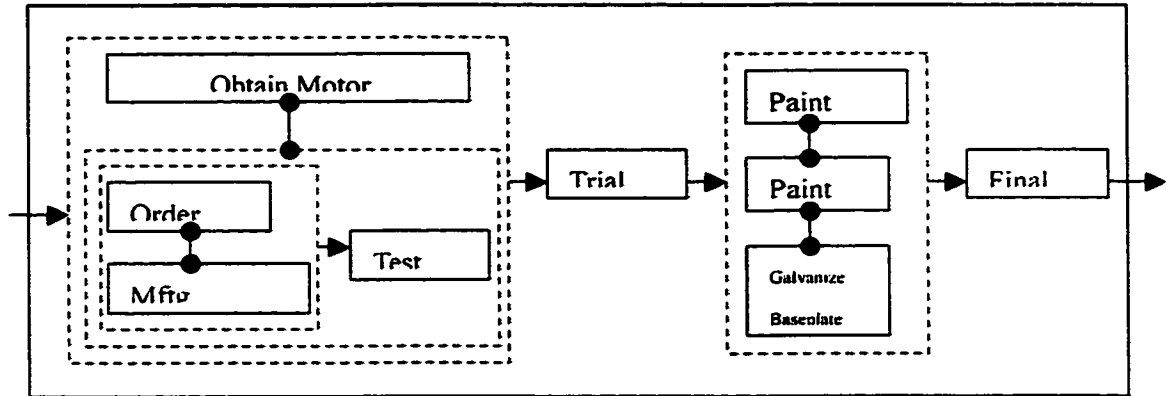 Obtain Motor
Order
Mftg
Test
Trial
Paint
Paint
Galvanize
Baseplate
Final